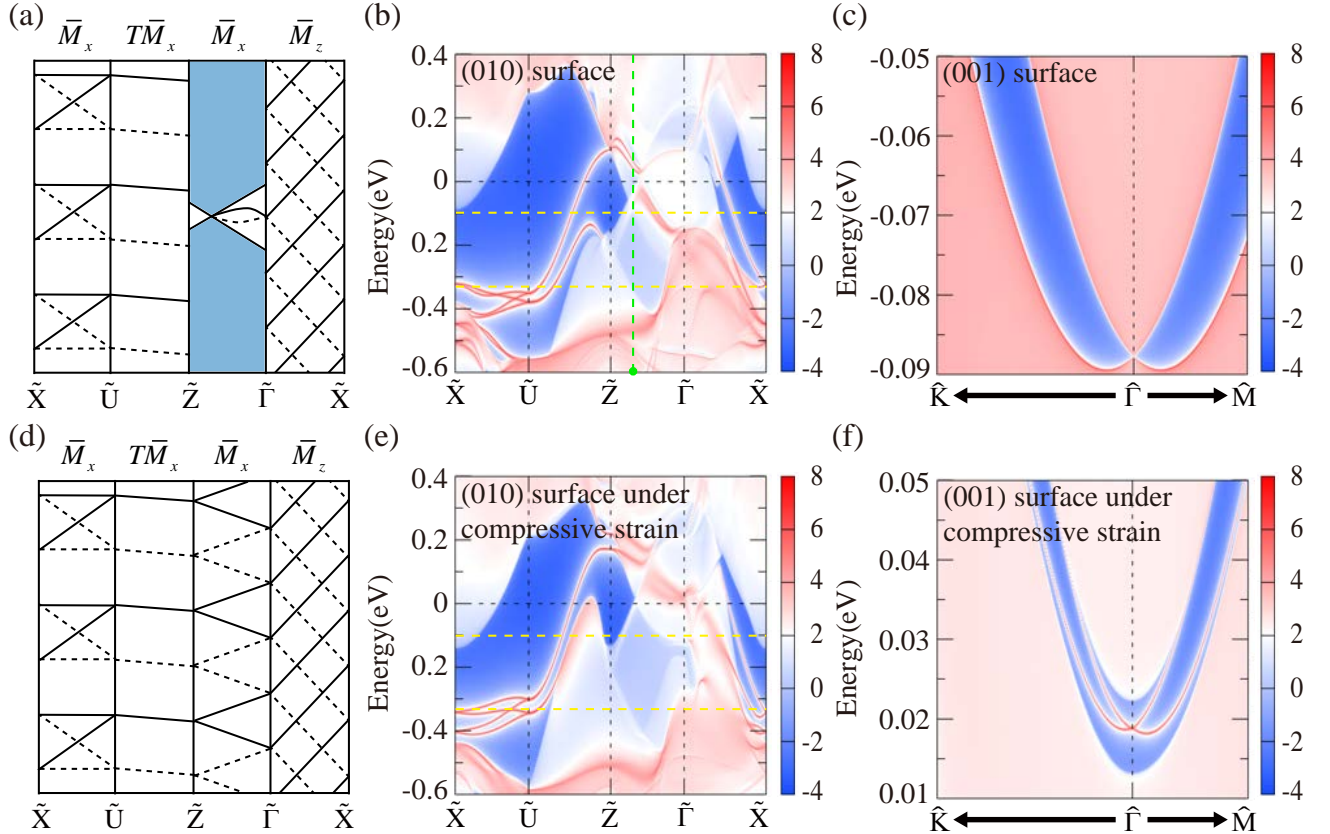 (a)
M̄x TM̄x M̄x M̄z
X̃ Ũ Z̃ Γ̃ X̃
(b)
(010) surface
Energy(eV)
0.4
0.2
0
0.2
-0.4
-0.6
X̃ Ũ Z̃ Γ̃ X̃
8
6
4
2
0
-2
-4
(c)
(001) surface
Energy(eV)
-0.05
-0.06
-0.07
-0.08
-0.09
K̂ Γ̂ M̂
8
6
4
2
0
-2
-4
(d)
M̄x TM̄x M̄x M̄z
X̃ Ũ Z̃ Γ̃ X̃
(e)
(010) surface under
compressive strain
Energy(eV)
0.4
0.2
0
0.2
-0.4
-0.6
X̃ Ũ Z̃ Γ̃ X̃
8
6
4
2
0
-2
-4
(f)
(001) surface under
compressive strain
Energy(eV)
0.05
0.04
0.03
0.02
0.01
K̂ Γ̂ M̂
8
6
4
2
0
-2
-4